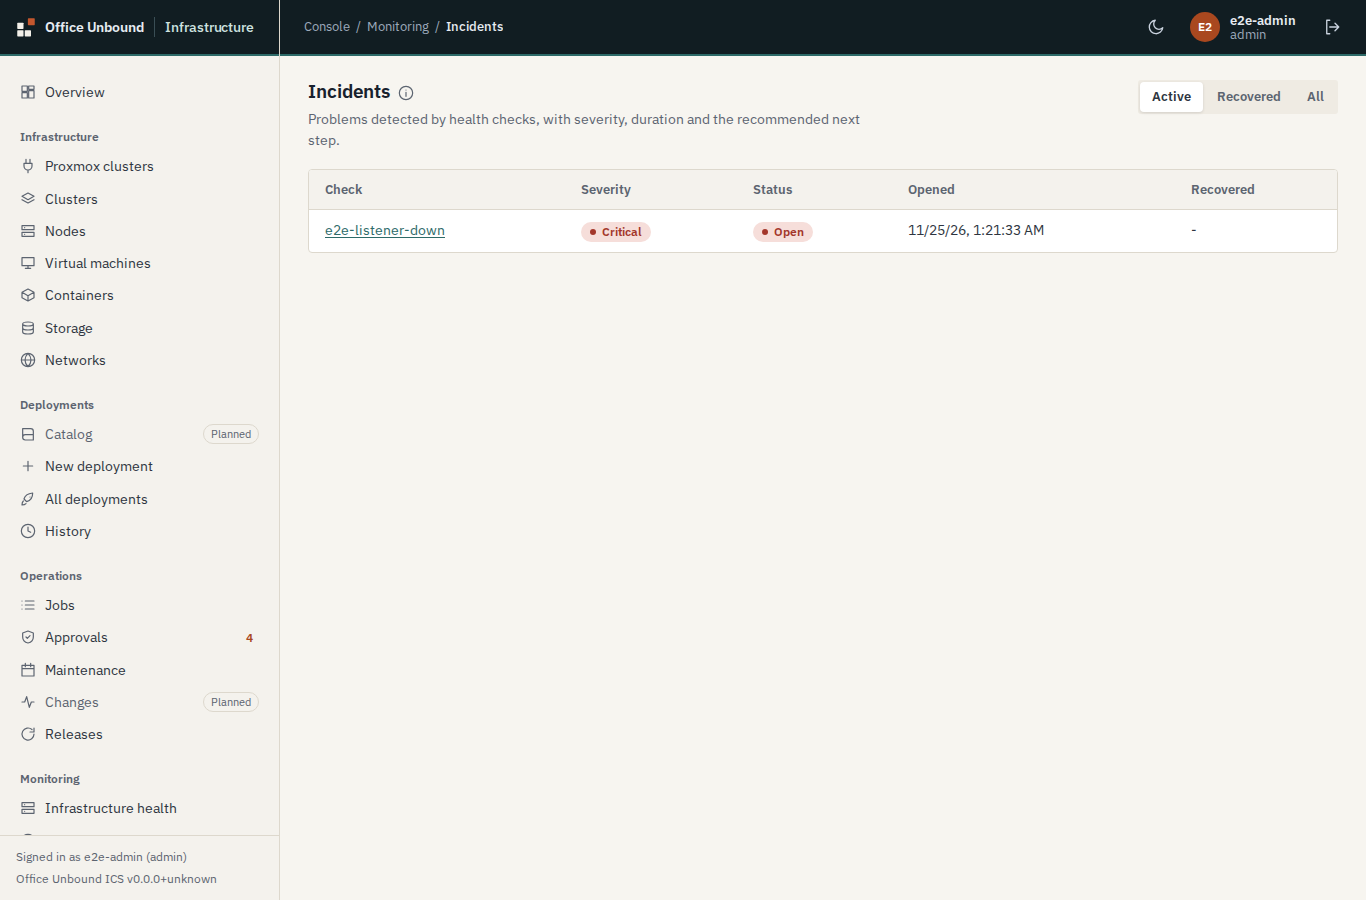 Office Unbound
Infrastructure
Console / Monitoring / Incidents
E2
e2e-admin
admin
Overview
Infrastructure
Proxmox clusters
Clusters
Nodes
Virtual machines
Containers
Storage
Networks
Deployments
Catalog
Planned
New deployment
All deployments
History
Operations
Jobs
Approvals
4
Maintenance
Changes
Planned
Releases
Monitoring
Infrastructure health
Signed in as e2e-admin (admin)
Office Unbound ICS v0.0.0+unknown
Incidents
Problems detected by health checks, with severity, duration and the recommended next
step.
Active Recovered All
Check Severity Status Opened Recovered
e2e-listener-down Critical Open 11/25/26, 1:21:33 AM -